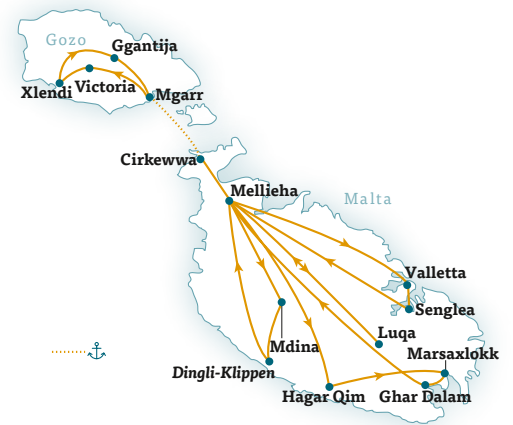 Gozo
Ggantija
Xlendi
Victoria
Mgarr
Cirkewwa
Mellieha
Malta
Valletta
Senglea
Luqa
Mdina
Marsaxlokk
Dingli-Klippen
Hagar Qim
Ghar Dalam